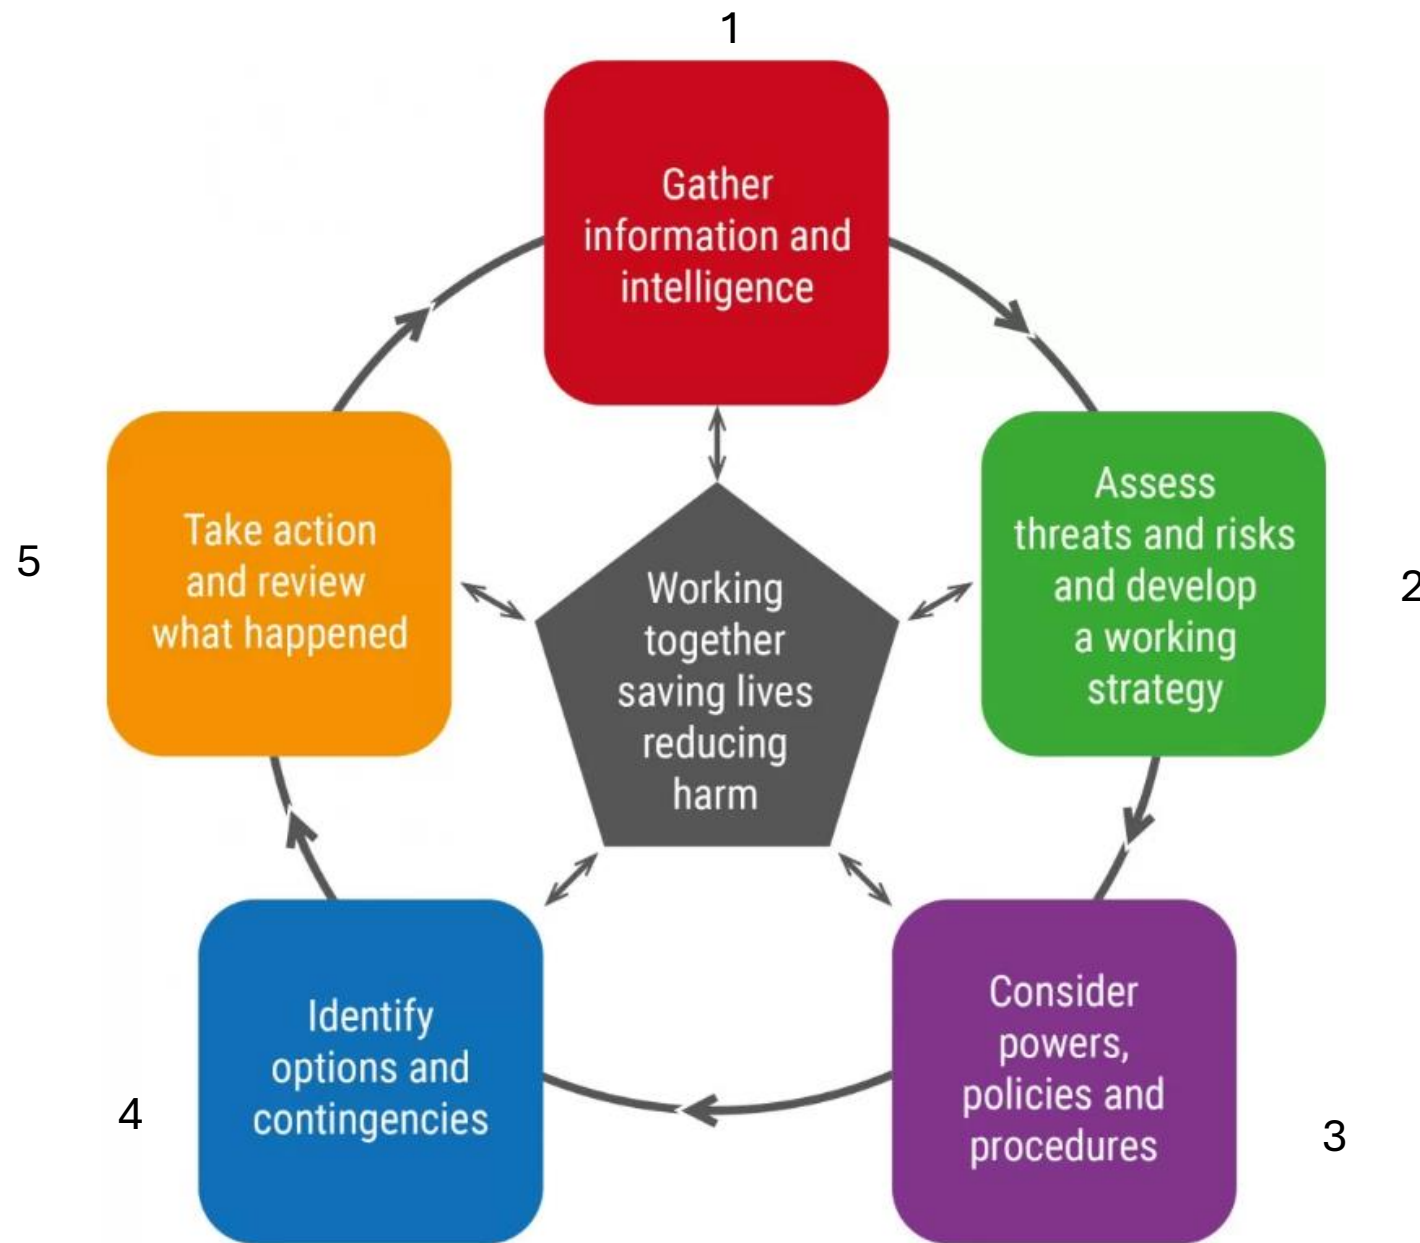 1
Gather
information and
intelligence
Assess
threats and risks
and develop
a working
strategy
2
Consider
powers,
policies and
procedures
3
Identify
options and
contingencies
4
Take action
and review
what happened
5
Working
together
saving lives
reducing
harm